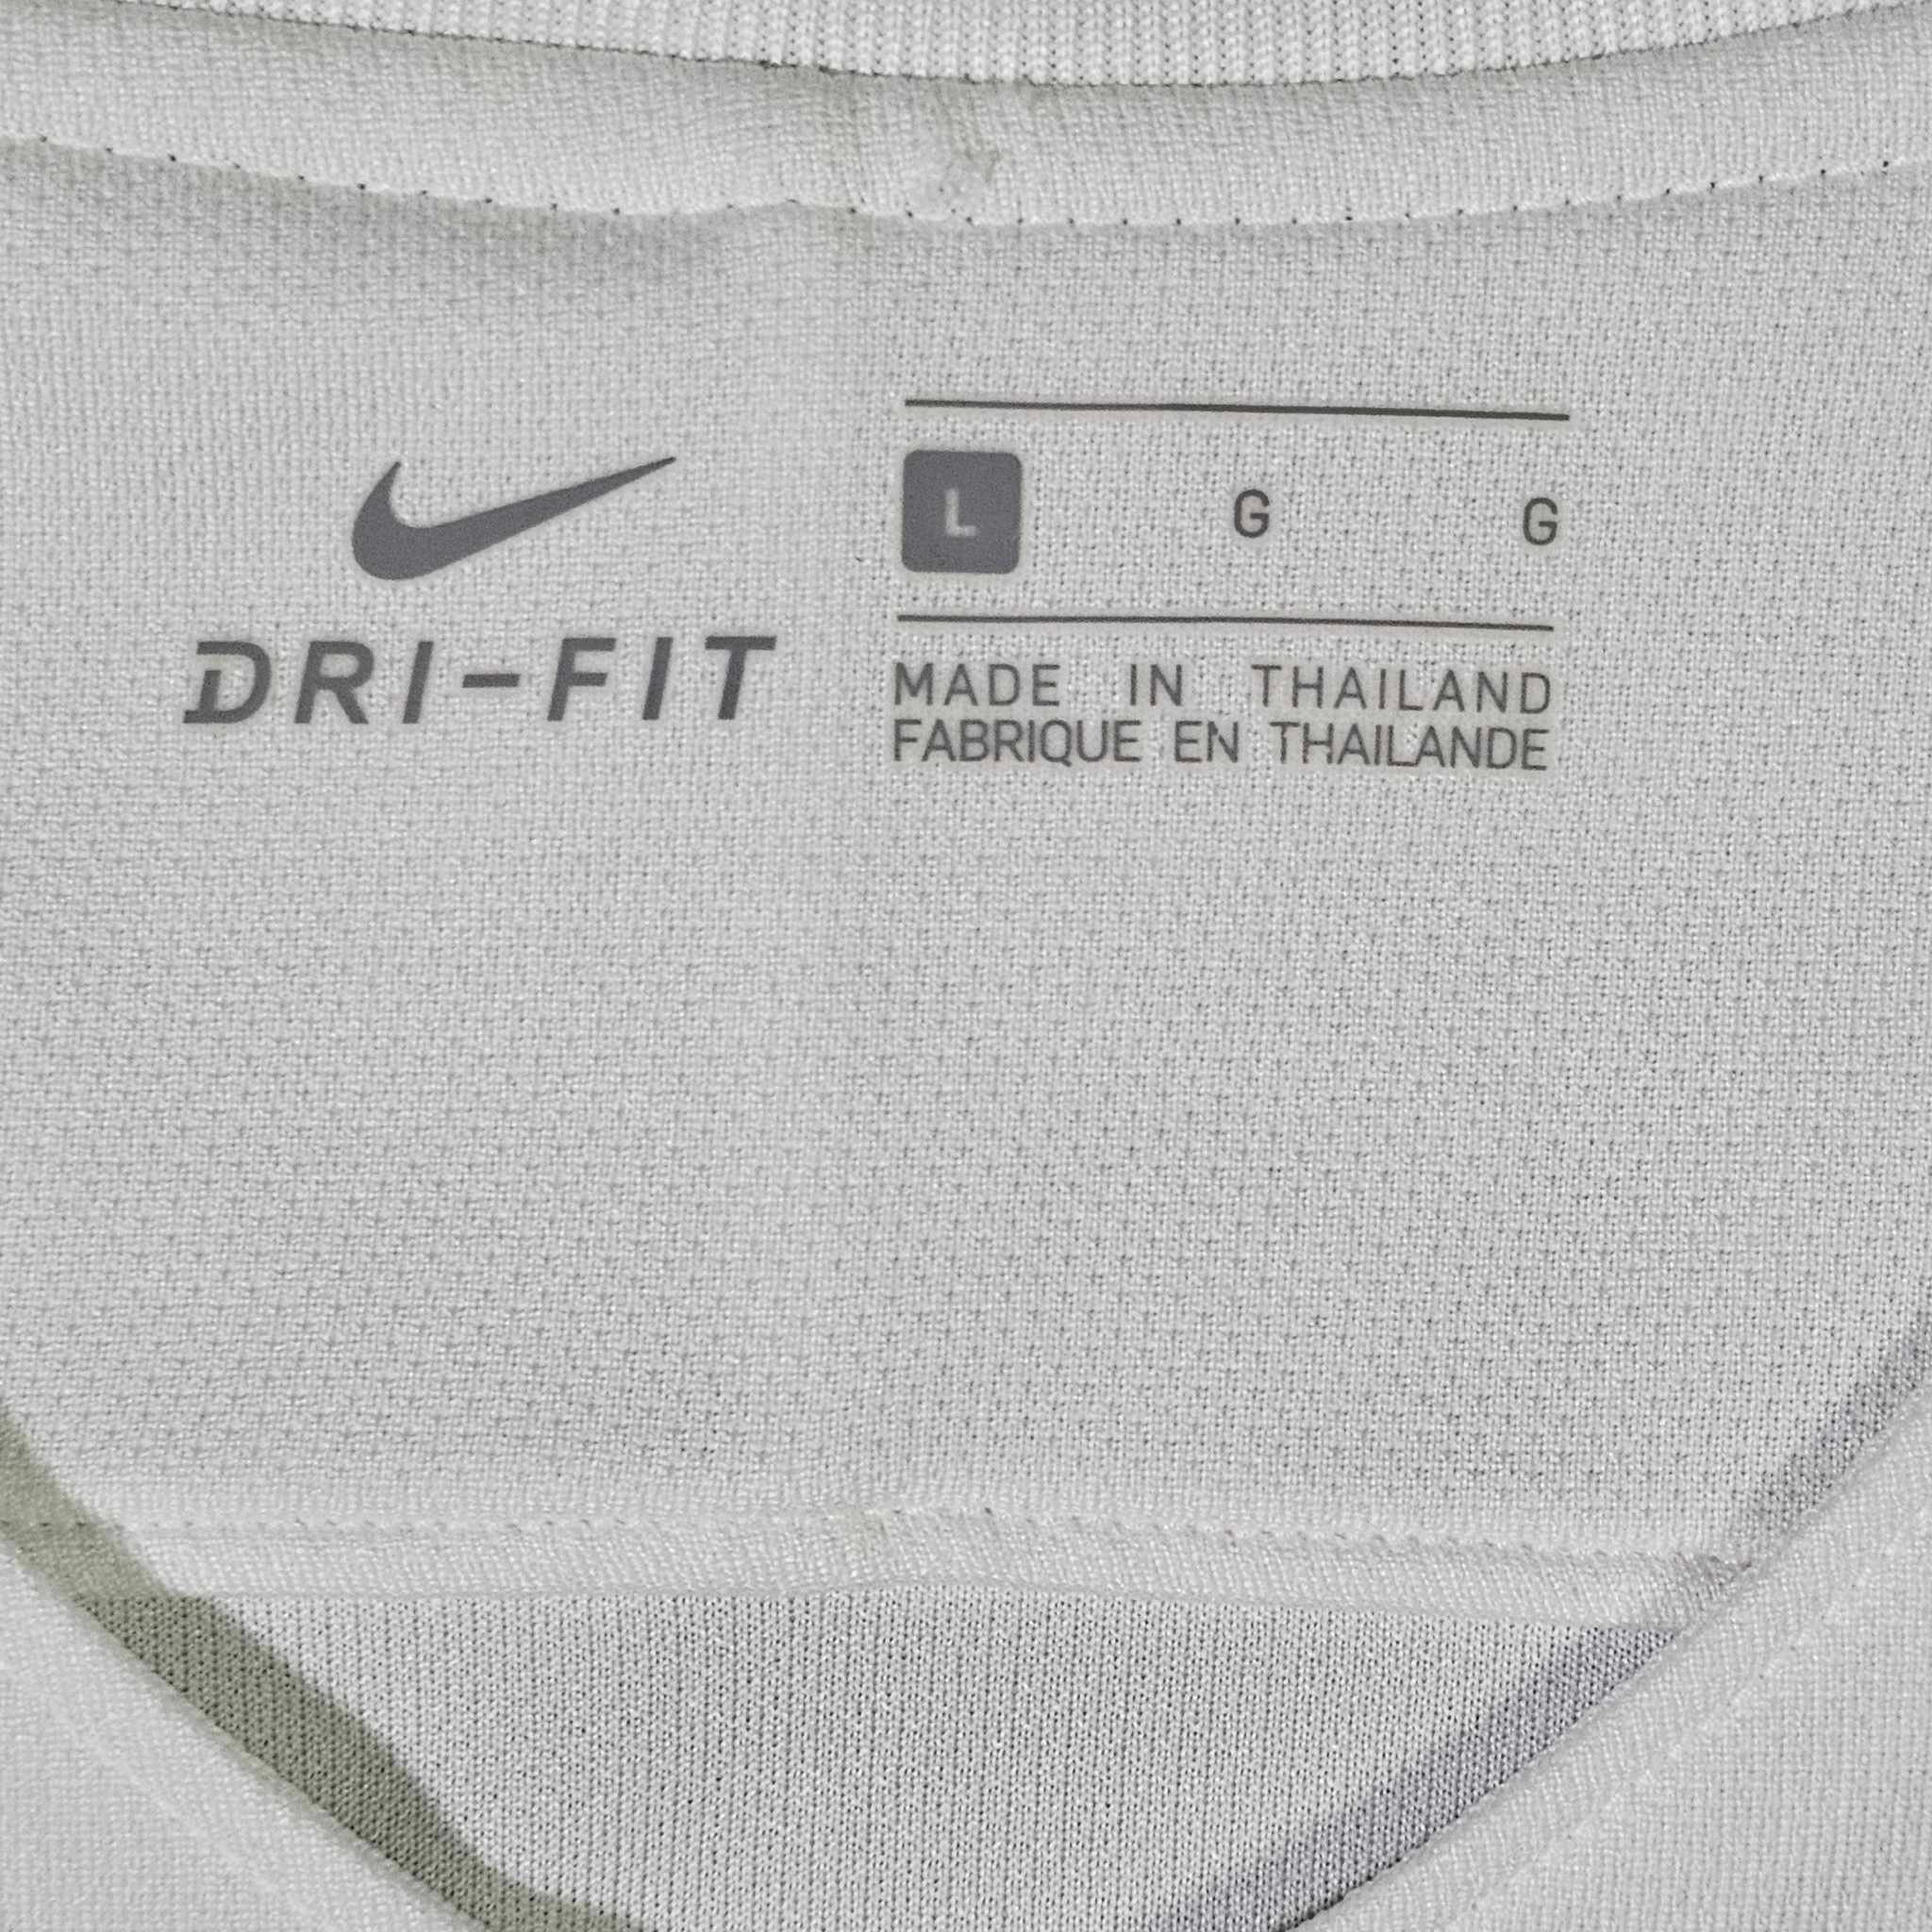 DRI-FIT
L G G
MADE IN THAILAND
FABRIQUE EN THAILANDE